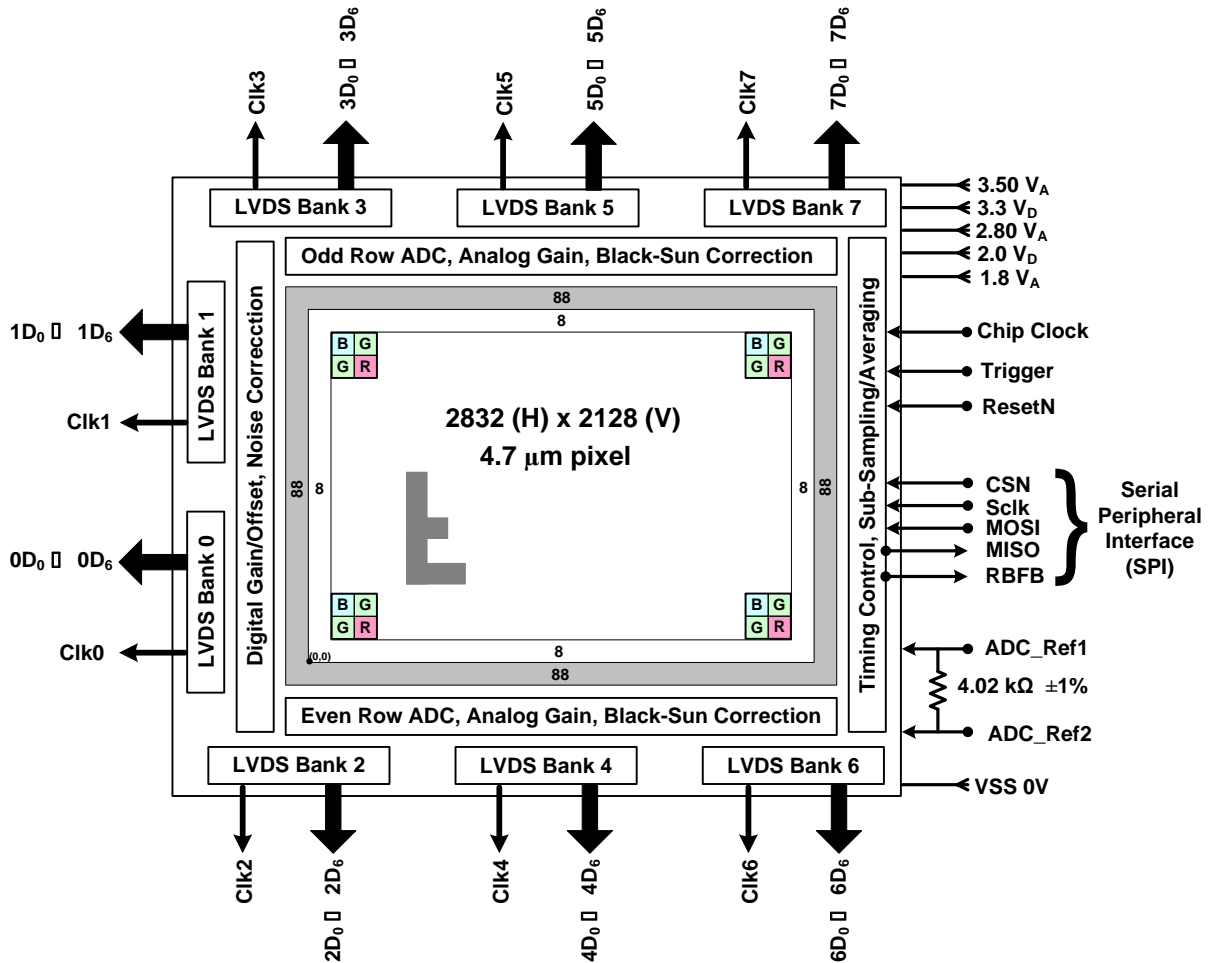 3D₀ ▯ 3D₆
5D₀ ▯ 5D₆
7D₀ ▯ 7D₆
Clk3
Clk5
Clk7
LVDS Bank 3
LVDS Bank 5
LVDS Bank 7
3.50 V_A
3.3 V_D
2.80 V_A
2.0 V_D
1.8 V_A
Odd Row ADC, Analog Gain, Black-Sun Correction
88
8
1D₀ ▯ 1D₆
Clk1
LVDS Bank 1
0D₀ ▯ 0D₆
Clk0
LVDS Bank 0
Digital Gain/Offset, Noise Correction
88
8
B G
G R
B G
G R
2832 (H) x 2128 (V)
4.7 μm pixel
8
88
B G
G R
B G
G R
(0,0)
8
88
Timing Control, Sub-Sampling/Averaging
Chip Clock
Trigger
ResetN
CSN
Sclk
MOSI
MISO
RBFB
Serial
Peripheral
Interface
(SPI)
ADC_Ref1
4.02 kΩ ±1%
ADC_Ref2
VSS 0V
Even Row ADC, Analog Gain, Black-Sun Correction
LVDS Bank 2
LVDS Bank 4
LVDS Bank 6
Clk2
Clk4
Clk6
2D₀ ▯ 2D₆
4D₀ ▯ 4D₆
6D₀ ▯ 6D₆